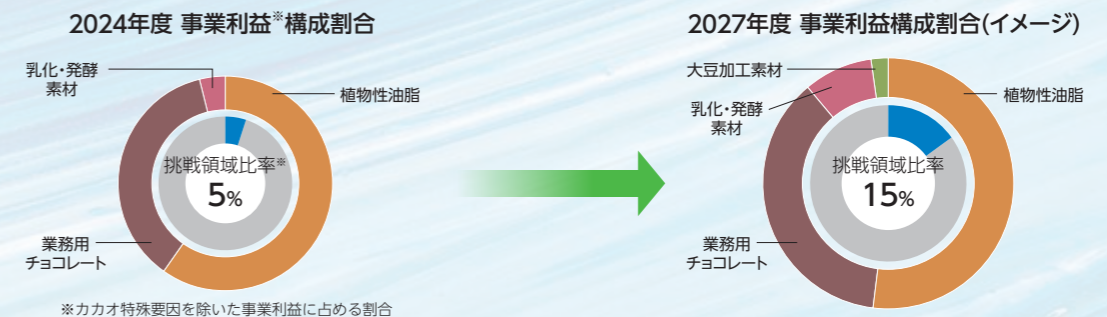 2024年度 事業利益※構成割合
乳化・発酵
素材
植物性油脂
挑戦領域比率※
5%
業務用
チョコレート
※カカオ特殊要因を除いた事業利益に占める割合
2027年度 事業利益構成割合(イメージ)
大豆加工素材
乳化・発酵
素材
植物性油脂
挑戦領域比率
15%
業務用
チョコレート